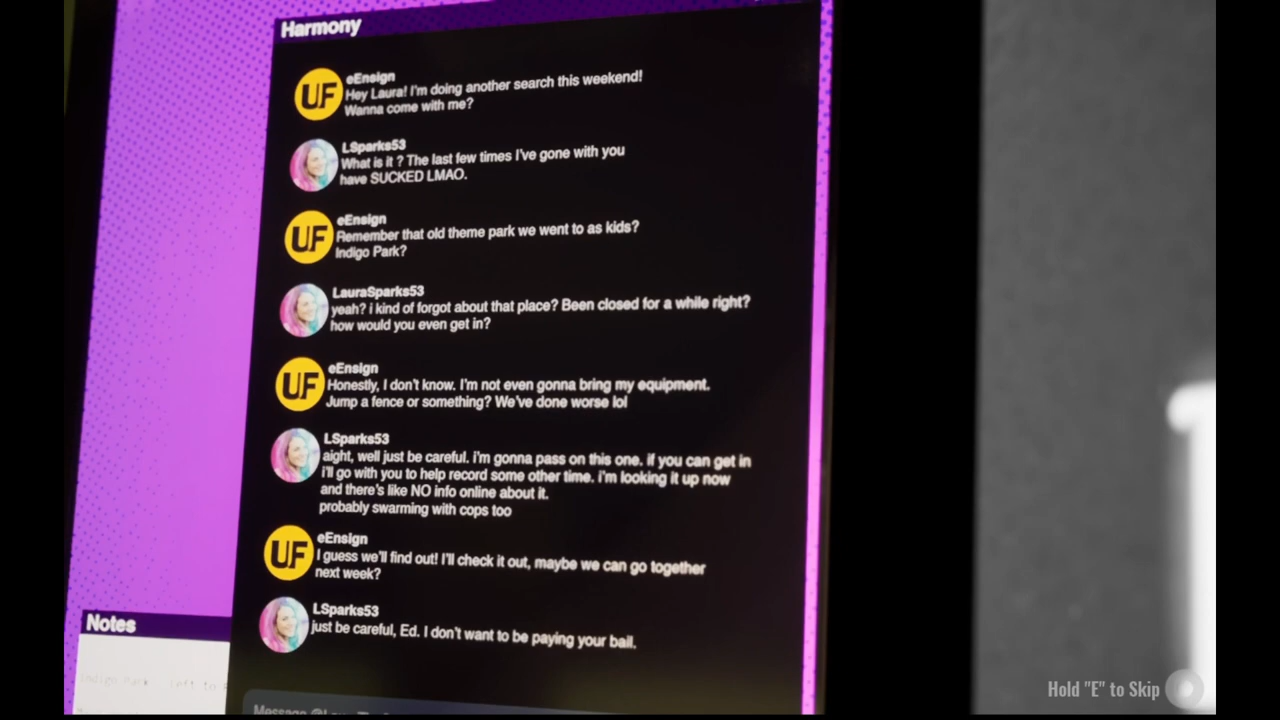 Harmony
UF
eEnsign
Hey Laura! I'm doing another search this weekend!
Wanna come with me?
LSparks53
What is it ? The last few times I've gone with you
have SUCKED LMAO.
UF
eEnsign
Remember that old theme park we went to as kids?
Indigo Park?
LauraSparks53
yeah? i kind of forgot about that place? Been closed for a while right?
how would you even get in?
UF
eEnsign
Honestly, I don't know. I'm not even gonna bring my equipment.
Jump a fence or something? We've done worse lol
LSparks53
aight, well just be careful. i'm gonna pass on this one. if you can get in
i'll go with you to help record some other time. i'm looking it up now
and there's like NO info online about it.
probably swarming with cops too
UF
eEnsign
I guess we'll find out! I'll check it out, maybe we can go together
next week?
LSparks53
just be careful, Ed. I don't want to be paying your bail.
Notes
Message
Hold "E" to Skip